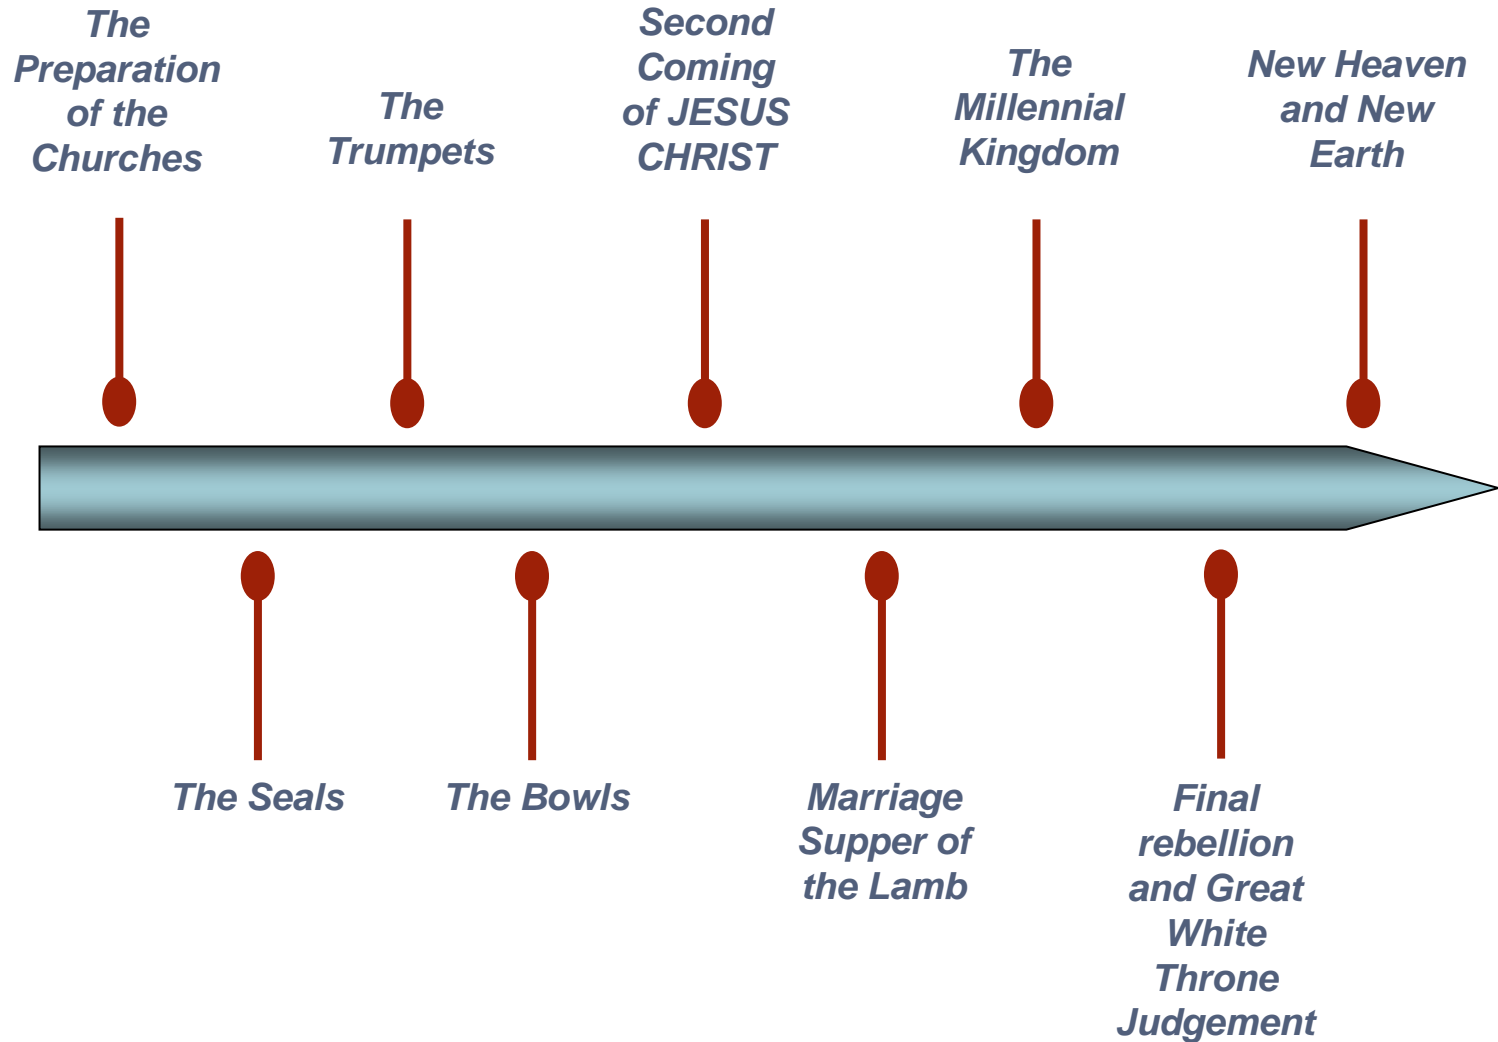 The
Preparation
of the
Churches
The
Trumpets
Second
Coming
of JESUS
CHRIST
The
Millennial
Kingdom
New Heaven
and New
Earth
The Seals
The Bowls
Marriage
Supper of
the Lamb
Final
rebellion
and Great
White
Throne
Judgement